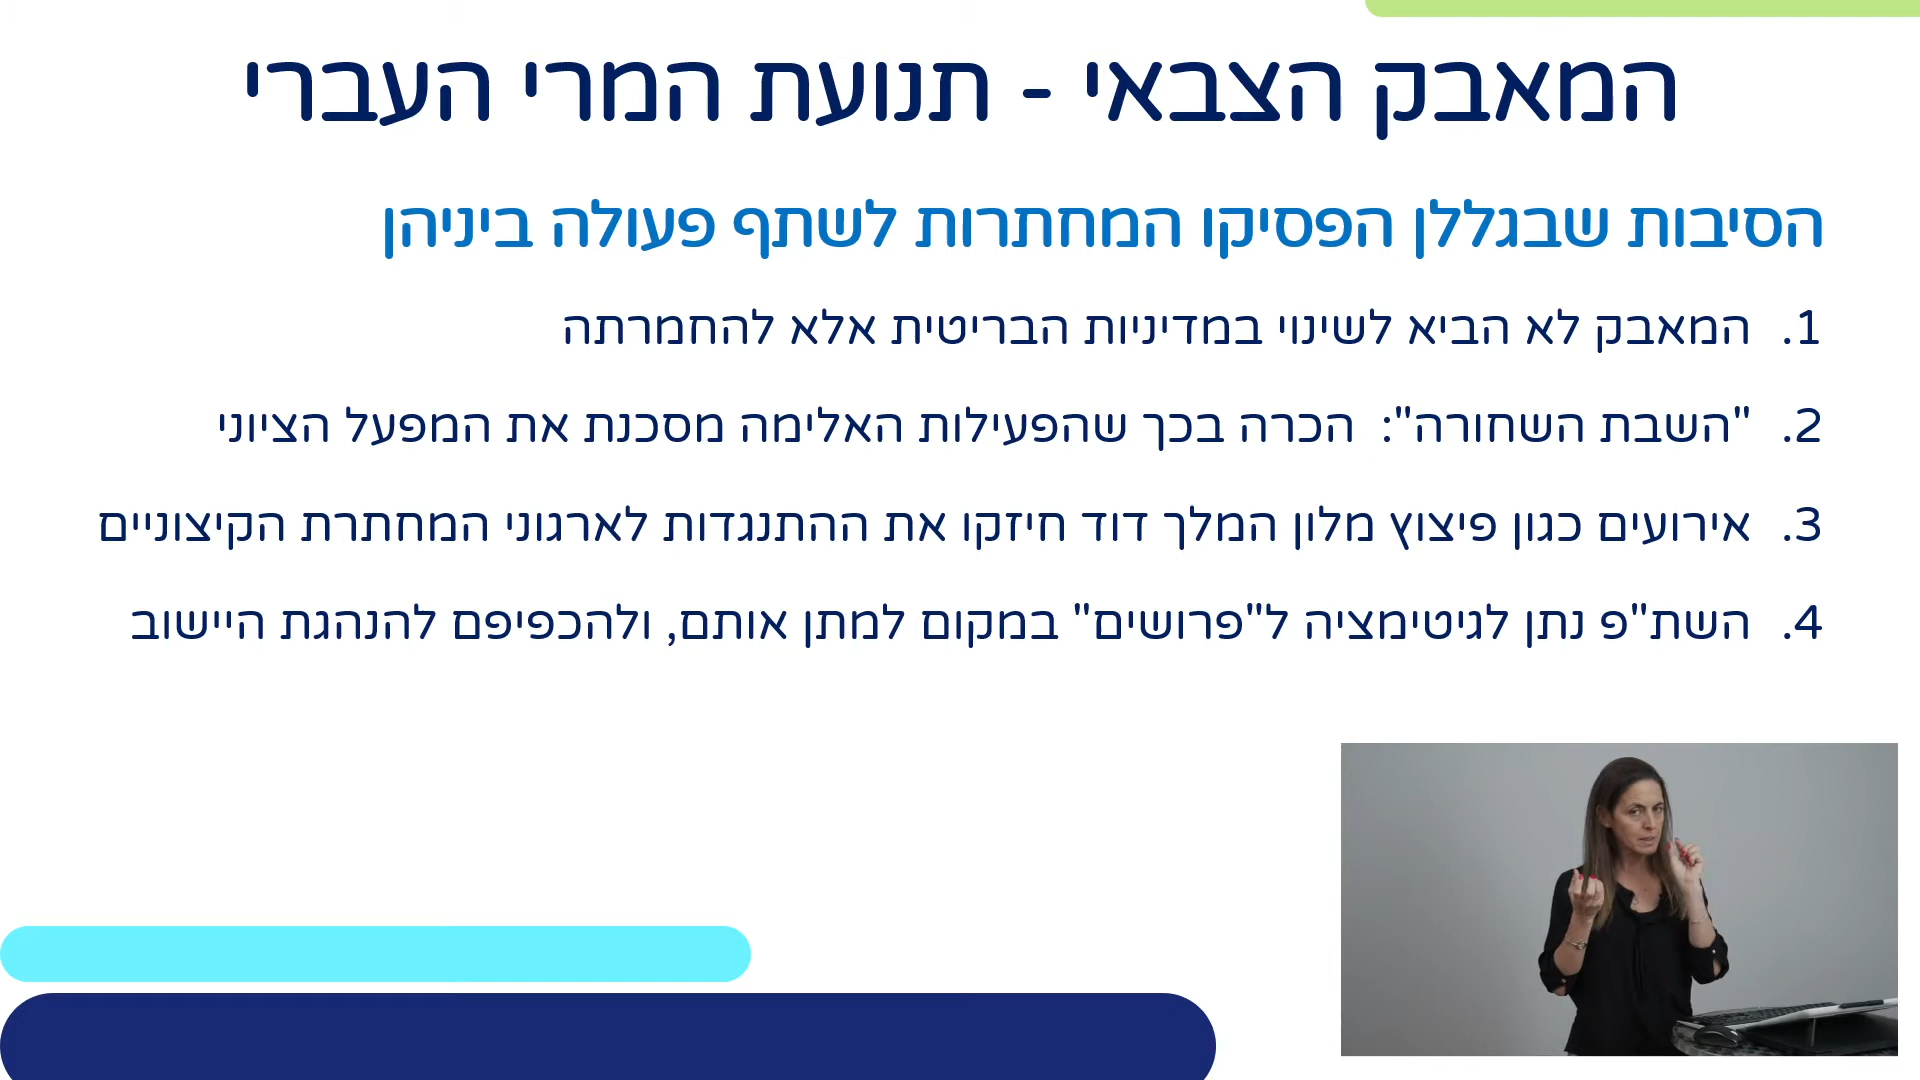 המאבק הצבאי - תנועת המרי העברי
הסיבות שבגללן הפסיקו המחתרות לשתף פעולה ביניהן
1. המאבק לא הביא לשינוי במדיניות הבריטית אלא להחמרתה
2. "השבת השחורה": הכרה בכך שהפעילות האלימה מסכנת את המפעל הציוני
3. אירועים כגון פיצוץ מלון המלך דוד חיזקו את ההתנגדות לארגוני המחתרת הקיצוניים
4. השת"פ נתן לגיטימציה ל"פרושים" במקום למתן אותם, ולהכפיפם להנהגת היישוב